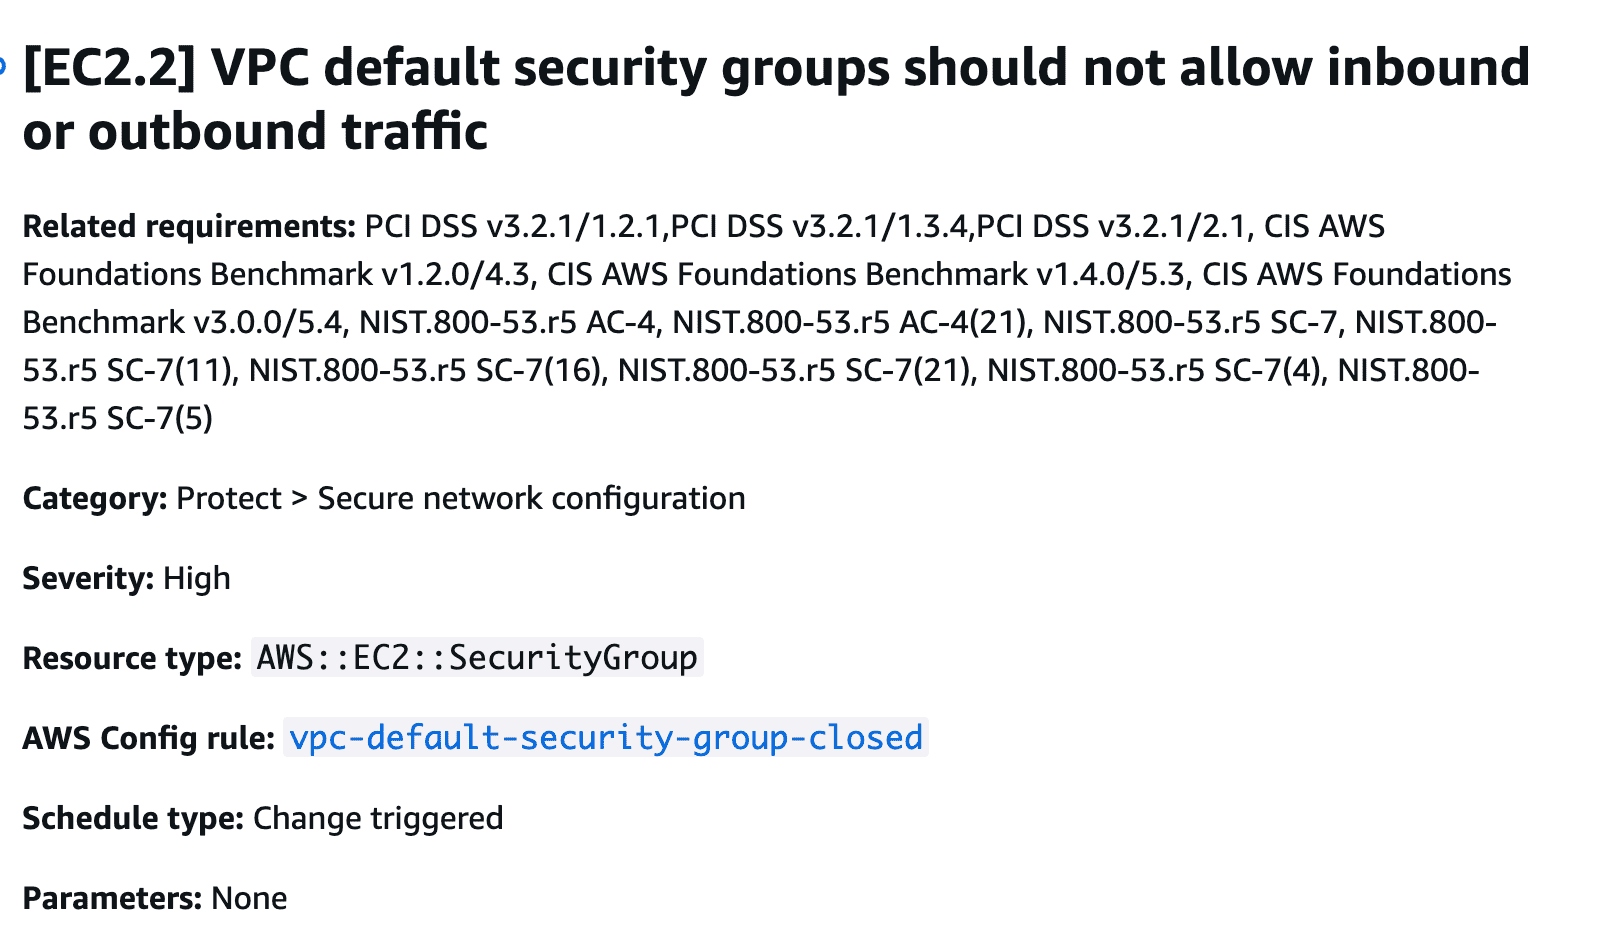 [EC2.2] VPC default security groups should not allow inbound
or outbound traffic
Related requirements: PCI DSS v3.2.1/1.2.1,PCI DSS v3.2.1/1.3.4,PCI DSS v3.2.1/2.1, CIS AWS
Foundations Benchmark v1.2.0/4.3, CIS AWS Foundations Benchmark v1.4.0/5.3, CIS AWS Foundations
Benchmark v3.0.0/5.4, NIST.800-53.r5 AC-4, NIST.800-53.r5 AC-4(21), NIST.800-53.r5 SC-7, NIST.800-
53.r5 SC-7(11), NIST.800-53.r5 SC-7(16), NIST.800-53.r5 SC-7(21), NIST.800-53.r5 SC-7(4), NIST.800-
53.r5 SC-7(5)
Category: Protect > Secure network configuration
Severity: High
Resource type: AWS::EC2::SecurityGroup
AWS Config rule: vpc-default-security-group-closed
Schedule type: Change triggered
Parameters: None